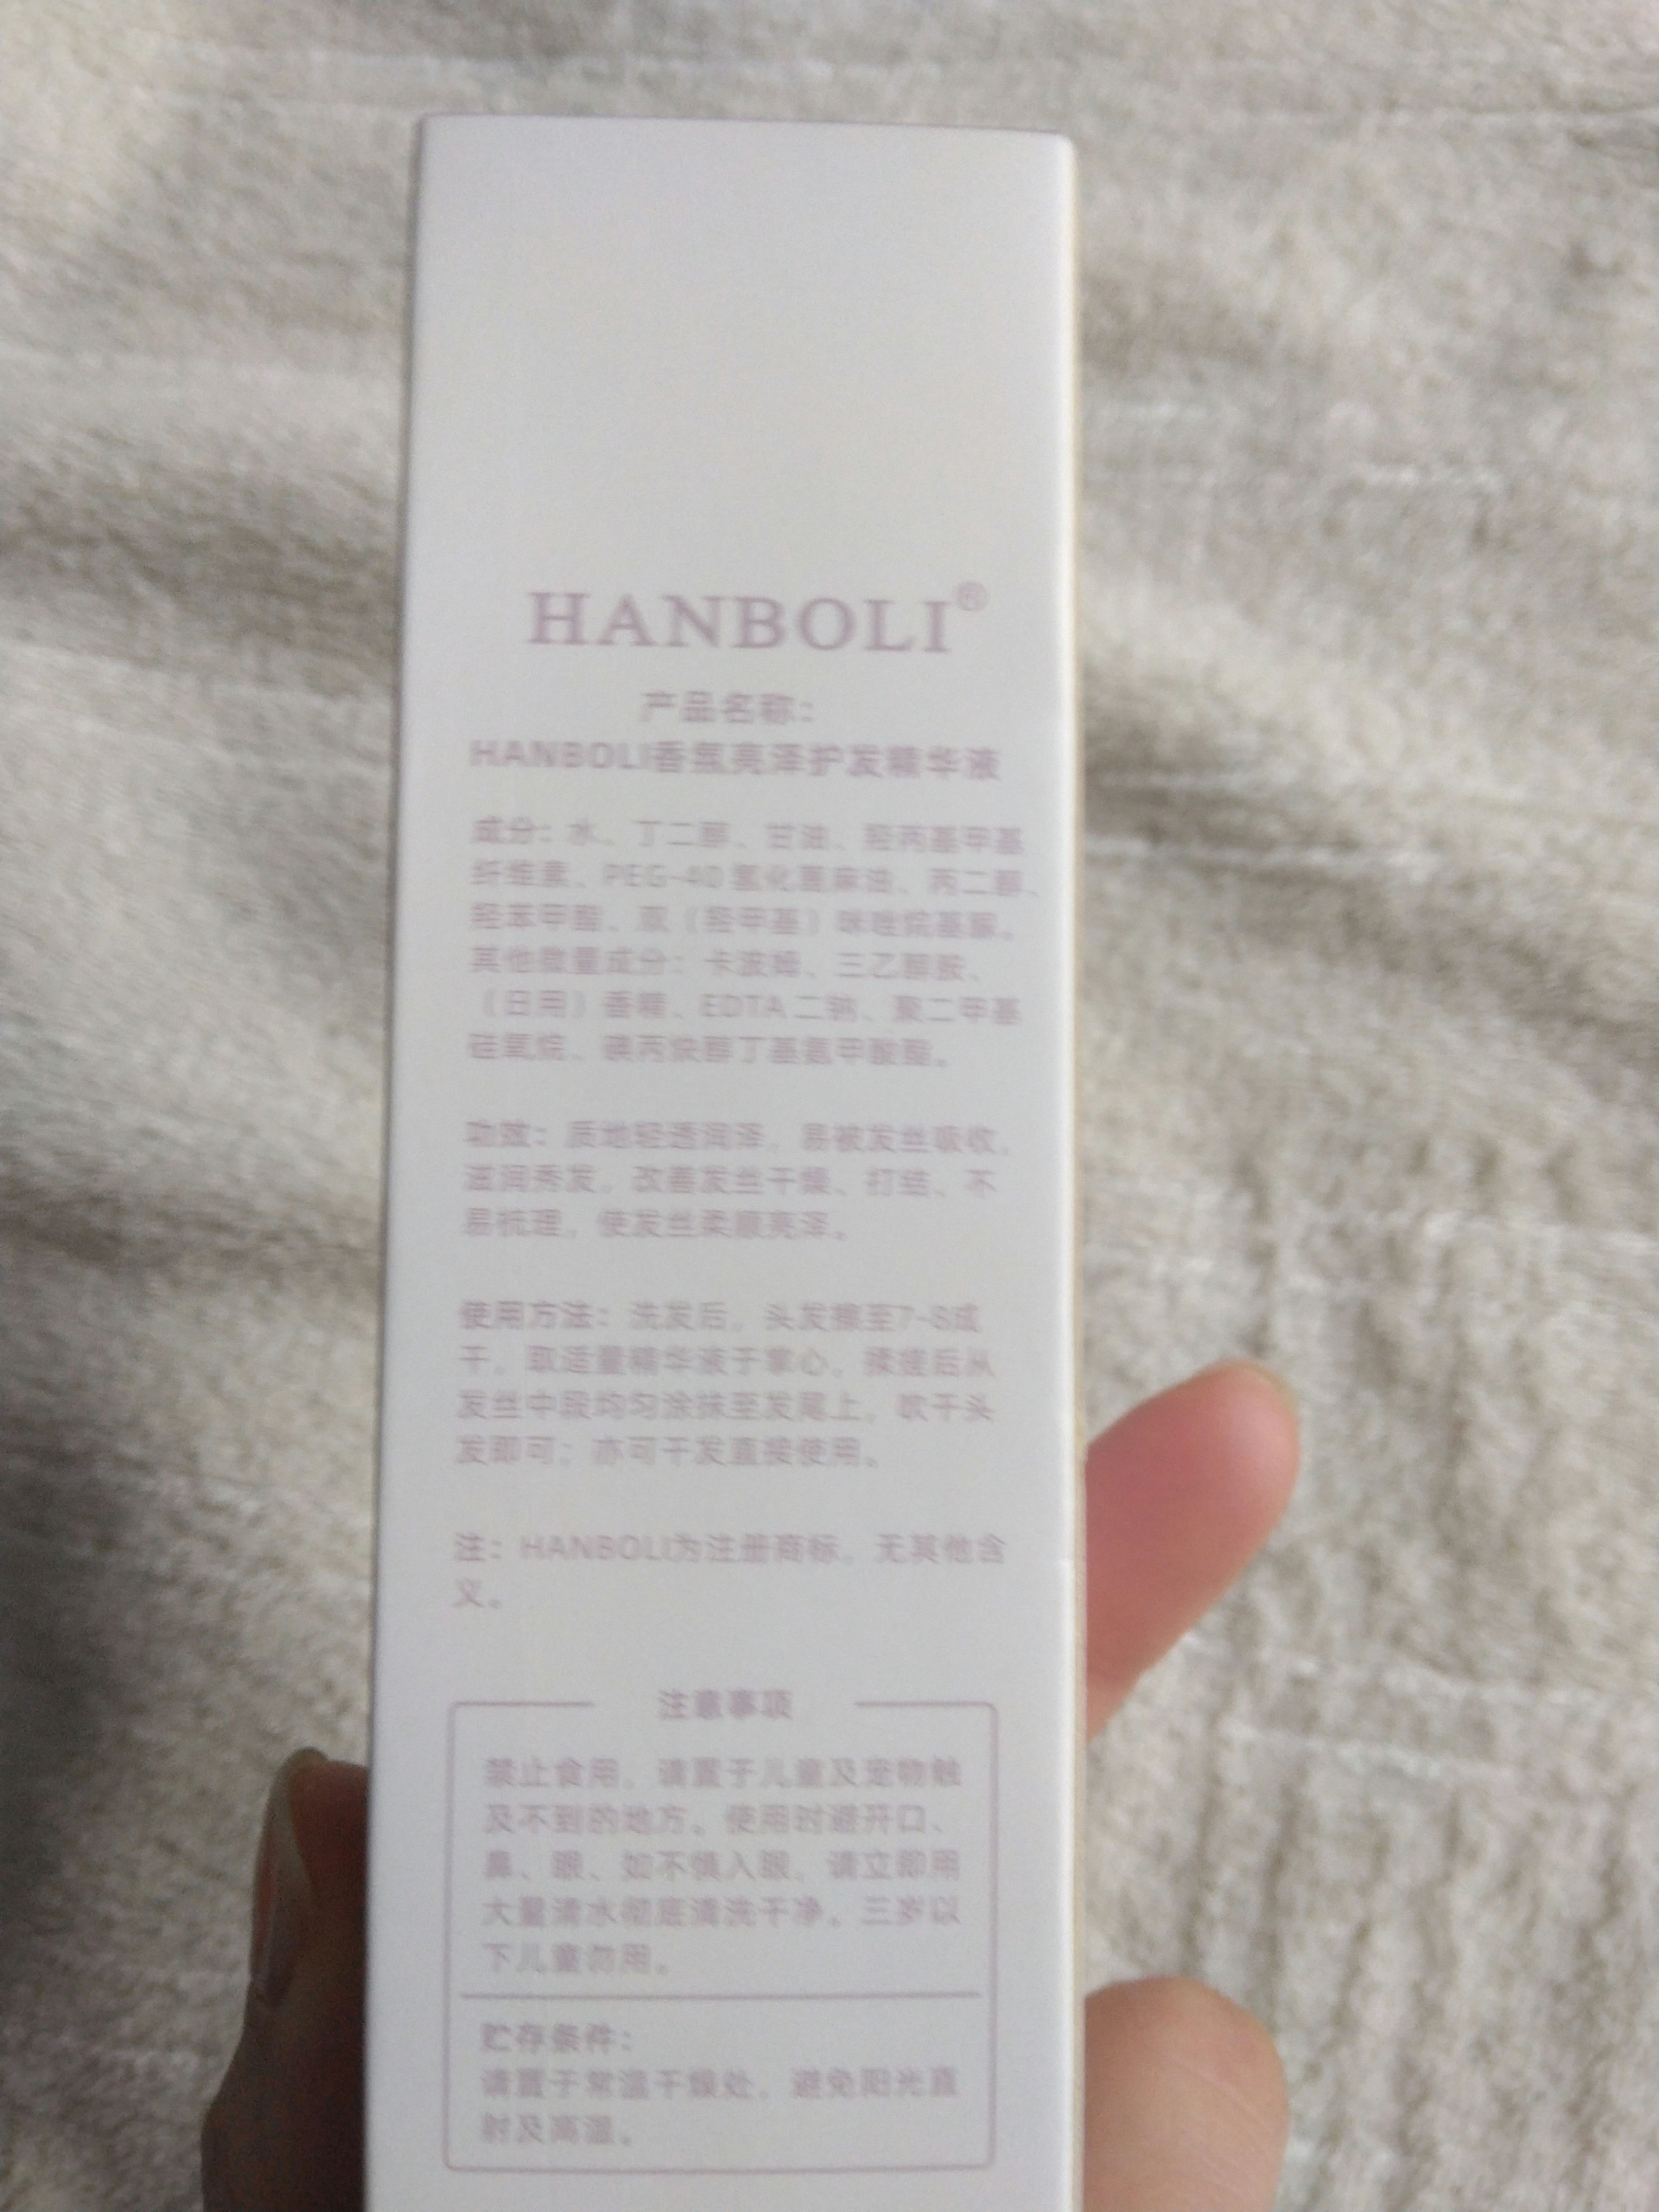 HANBOLI®
产品名称：
HANBOLI香氛亮泽护发精华液
成分：水、丁二醇、甘油、羟丙基甲基
纤维素、PEG-40 氢化蓖麻油、丙二醇、
羟苯甲酯、双（羟甲基）咪唑烷基脲。
其他微量成分：卡波姆、三乙醇胺、
（日用）香精、EDTA 二钠、聚二甲基
硅氧烷、碘丙炔醇丁基氨甲酸酯。
功效：质地轻透润泽，易被发丝吸收，
滋润秀发，改善发丝干燥、打结、不
易梳理，使发丝柔顺亮泽。
使用方法：洗发后，头发擦至7-8成
干，取适量精华液于掌心，揉搓后从
发丝中段均匀涂抹至发尾上，吹干头
发即可；亦可干发直接使用。
注：HANBOLI为注册商标，无其他含
义。
注意事项
禁止食用，请置于儿童及宠物触
及不到的地方。使用时避开口、
鼻、眼、如不慎入眼，请立即用
大量清水彻底清洗干净。三岁以
下儿童勿用。
贮存条件：
请置于常温干燥处，避免阳光直
射及高温。